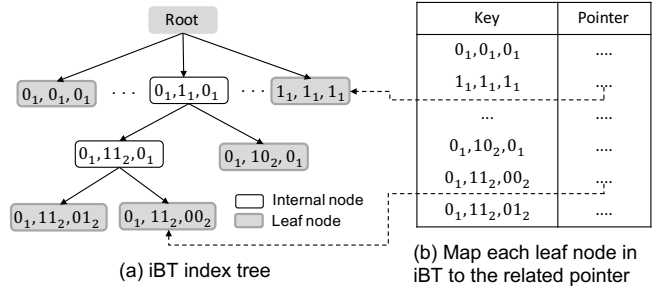 Root
0₁, 0₁, 0₁
. . .
0₁,1₁,0₁
. . .
1₁, 1₁, 1₁
0₁,11₂,0₁
0₁, 10₂,0₁
0₁,11₂,01₂
0₁, 11₂,00₂
Internal node
Leaf node
(a) iBT index tree
Key Pointer
0₁,0₁,0₁ ....
1₁,1₁,1₁ ....
... ....
0₁,10₂,0₁ ....
0₁,11₂,00₂ ....
0₁,11₂,01₂ ....
(b) Map each leaf node in
iBT to the related pointer